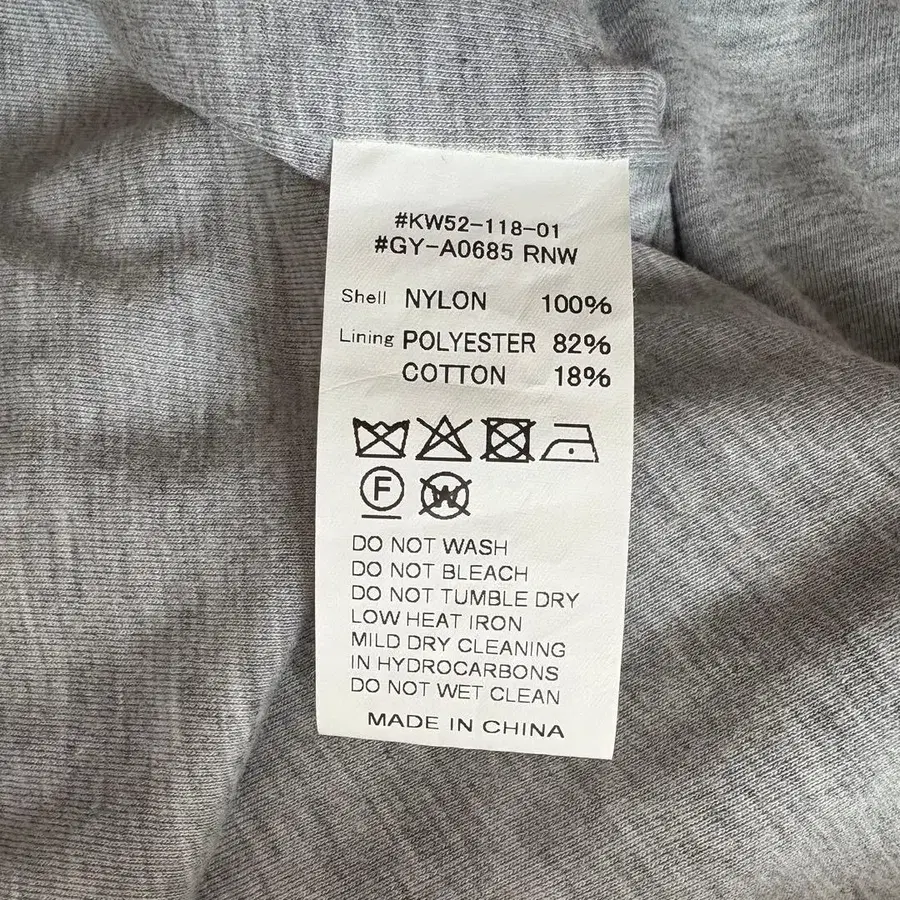 #KW52-118-01
#GY-A0685 RNW
Shell NYLON 100%
Lining POLYESTER 82%
COTTON 18%
F W
DO NOT WASH
DO NOT BLEACH
DO NOT TUMBLE DRY
LOW HEAT IRON
MILD DRY CLEANING
IN HYDROCARBONS
DO NOT WET CLEAN
MADE IN CHINA